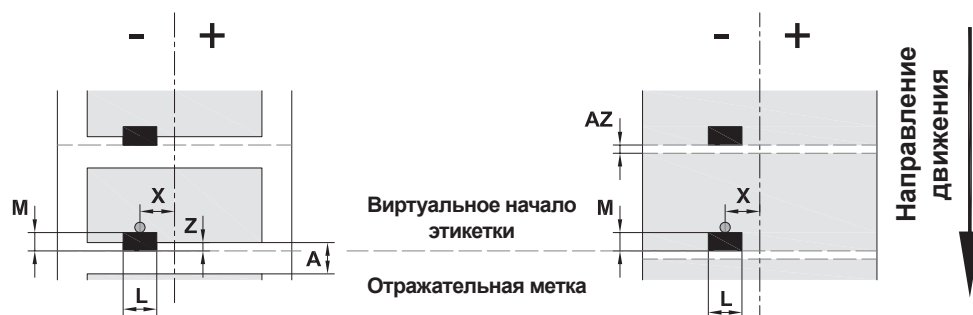 - +
- +
Направление
движения
AZ
X
M
Z
A
L
Виртуальное начало
этикетки
Отражательная метка
X
M
L